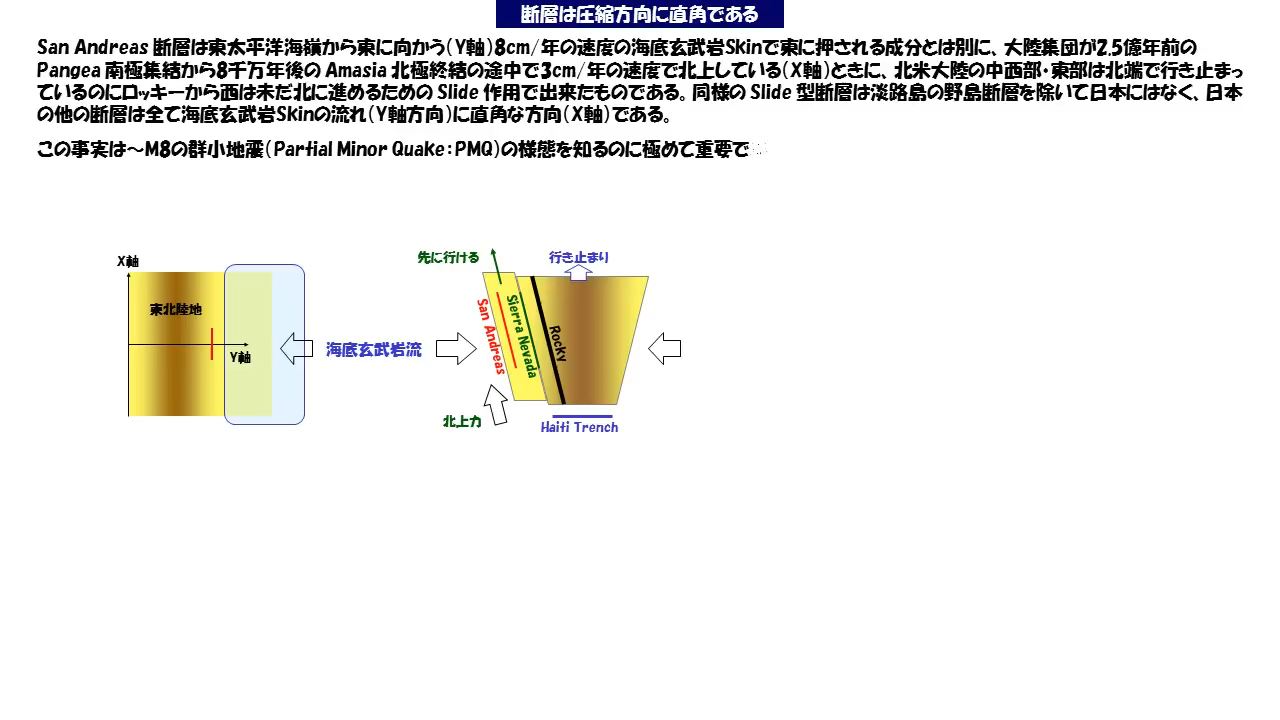 断層は圧縮方向に直角である
San Andreas 断層は東太平洋海嶺から東に向かう(Y軸)8cm/年の速度の海底玄武岩Skinで東に押される成分とは別に、大陸集団が2.5億年前の
Pangea 南極集結から8千万年後の Amasia 北極終結の途中で3cm/年の速度で北上している(X軸)ときに、北米大陸の中西部・東部は北端で行き止まっ
ているのにロッキーから西は未だ北に進めるための Slide 作用で出来たものである。同様の Slide 型断層は淡路島の野島断層を除いて日本にはなく、日本
の他の断層は全て海底玄武岩Skinの流れ(Y軸方向)に直角な方向(X軸)である。
この事実は～M8の群小地震(Partial Minor Quake:PMQ)の様態を知るのに極めて重要で
X軸
東北陸地
Y軸
海底玄武岩流
先に行ける
行き止まり
San Andreas
Sierra Nevada
Rocky
北上力
Haiti Trench